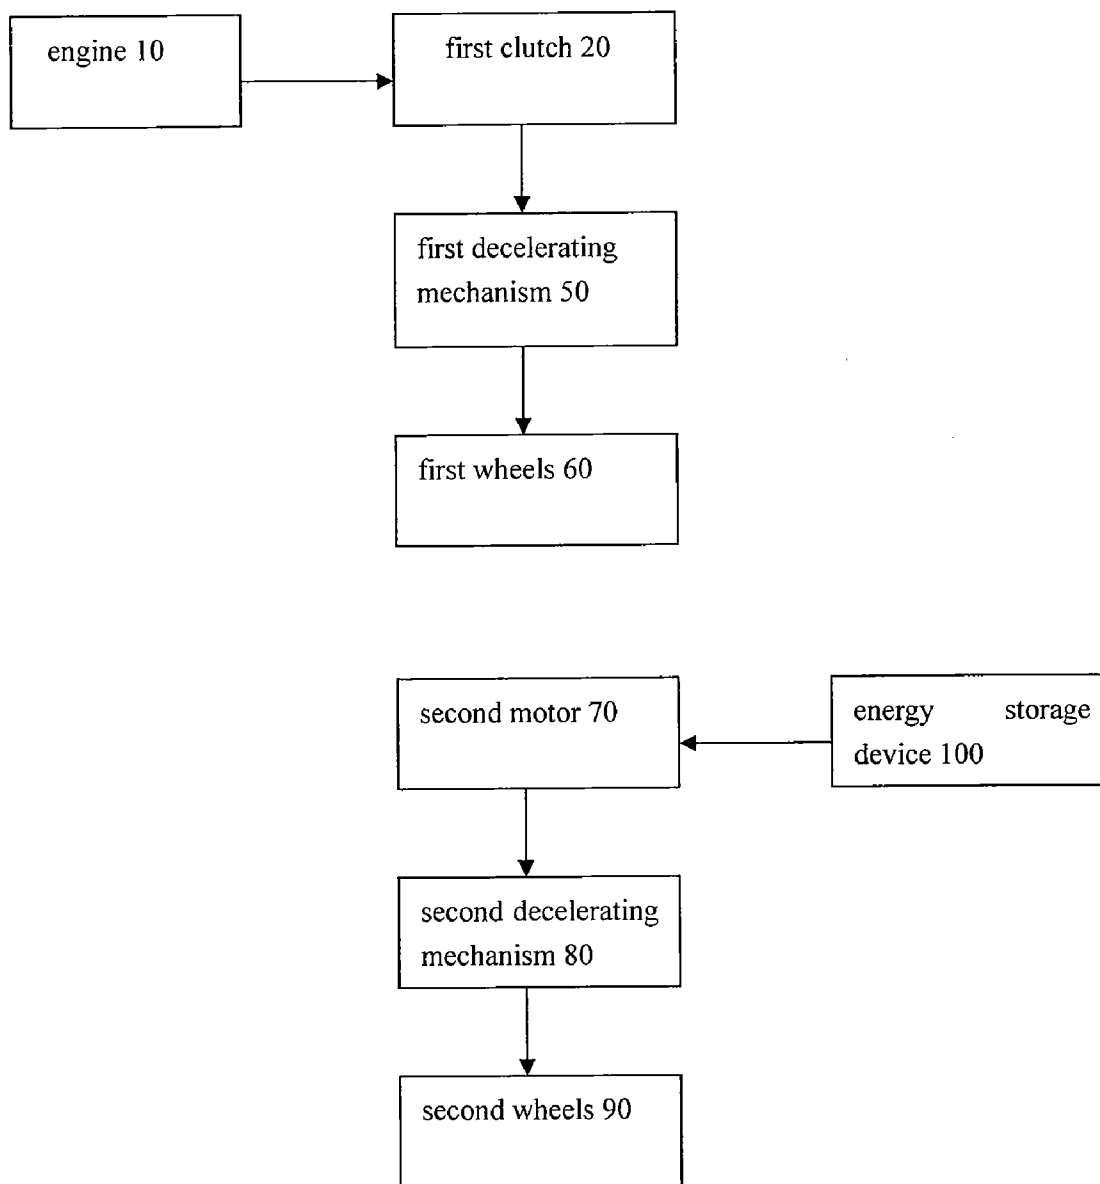 engine 10
first clutch 20
first decelerating
mechanism 50
first wheels 60
second motor 70
energy storage
device 100
second decelerating
mechanism 80
second wheels 90